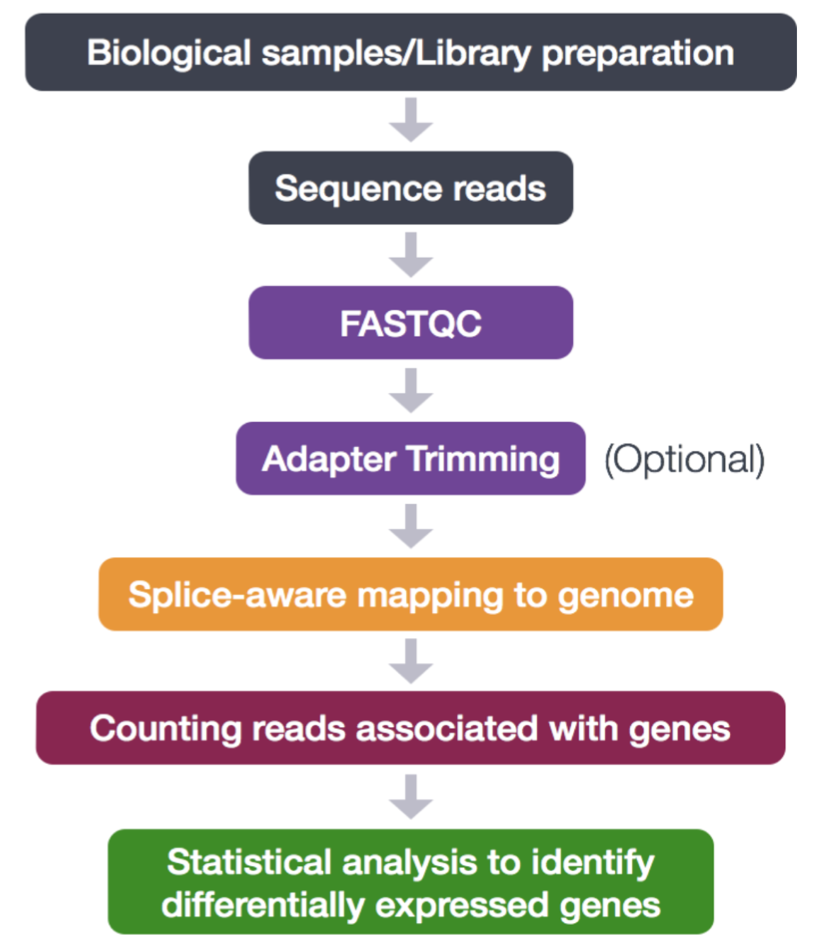 Biological samples/Library preparation
Sequence reads
FASTQC
Adapter Trimming (Optional)
Splice-aware mapping to genome
Counting reads associated with genes
Statistical analysis to identify
differentially expressed genes